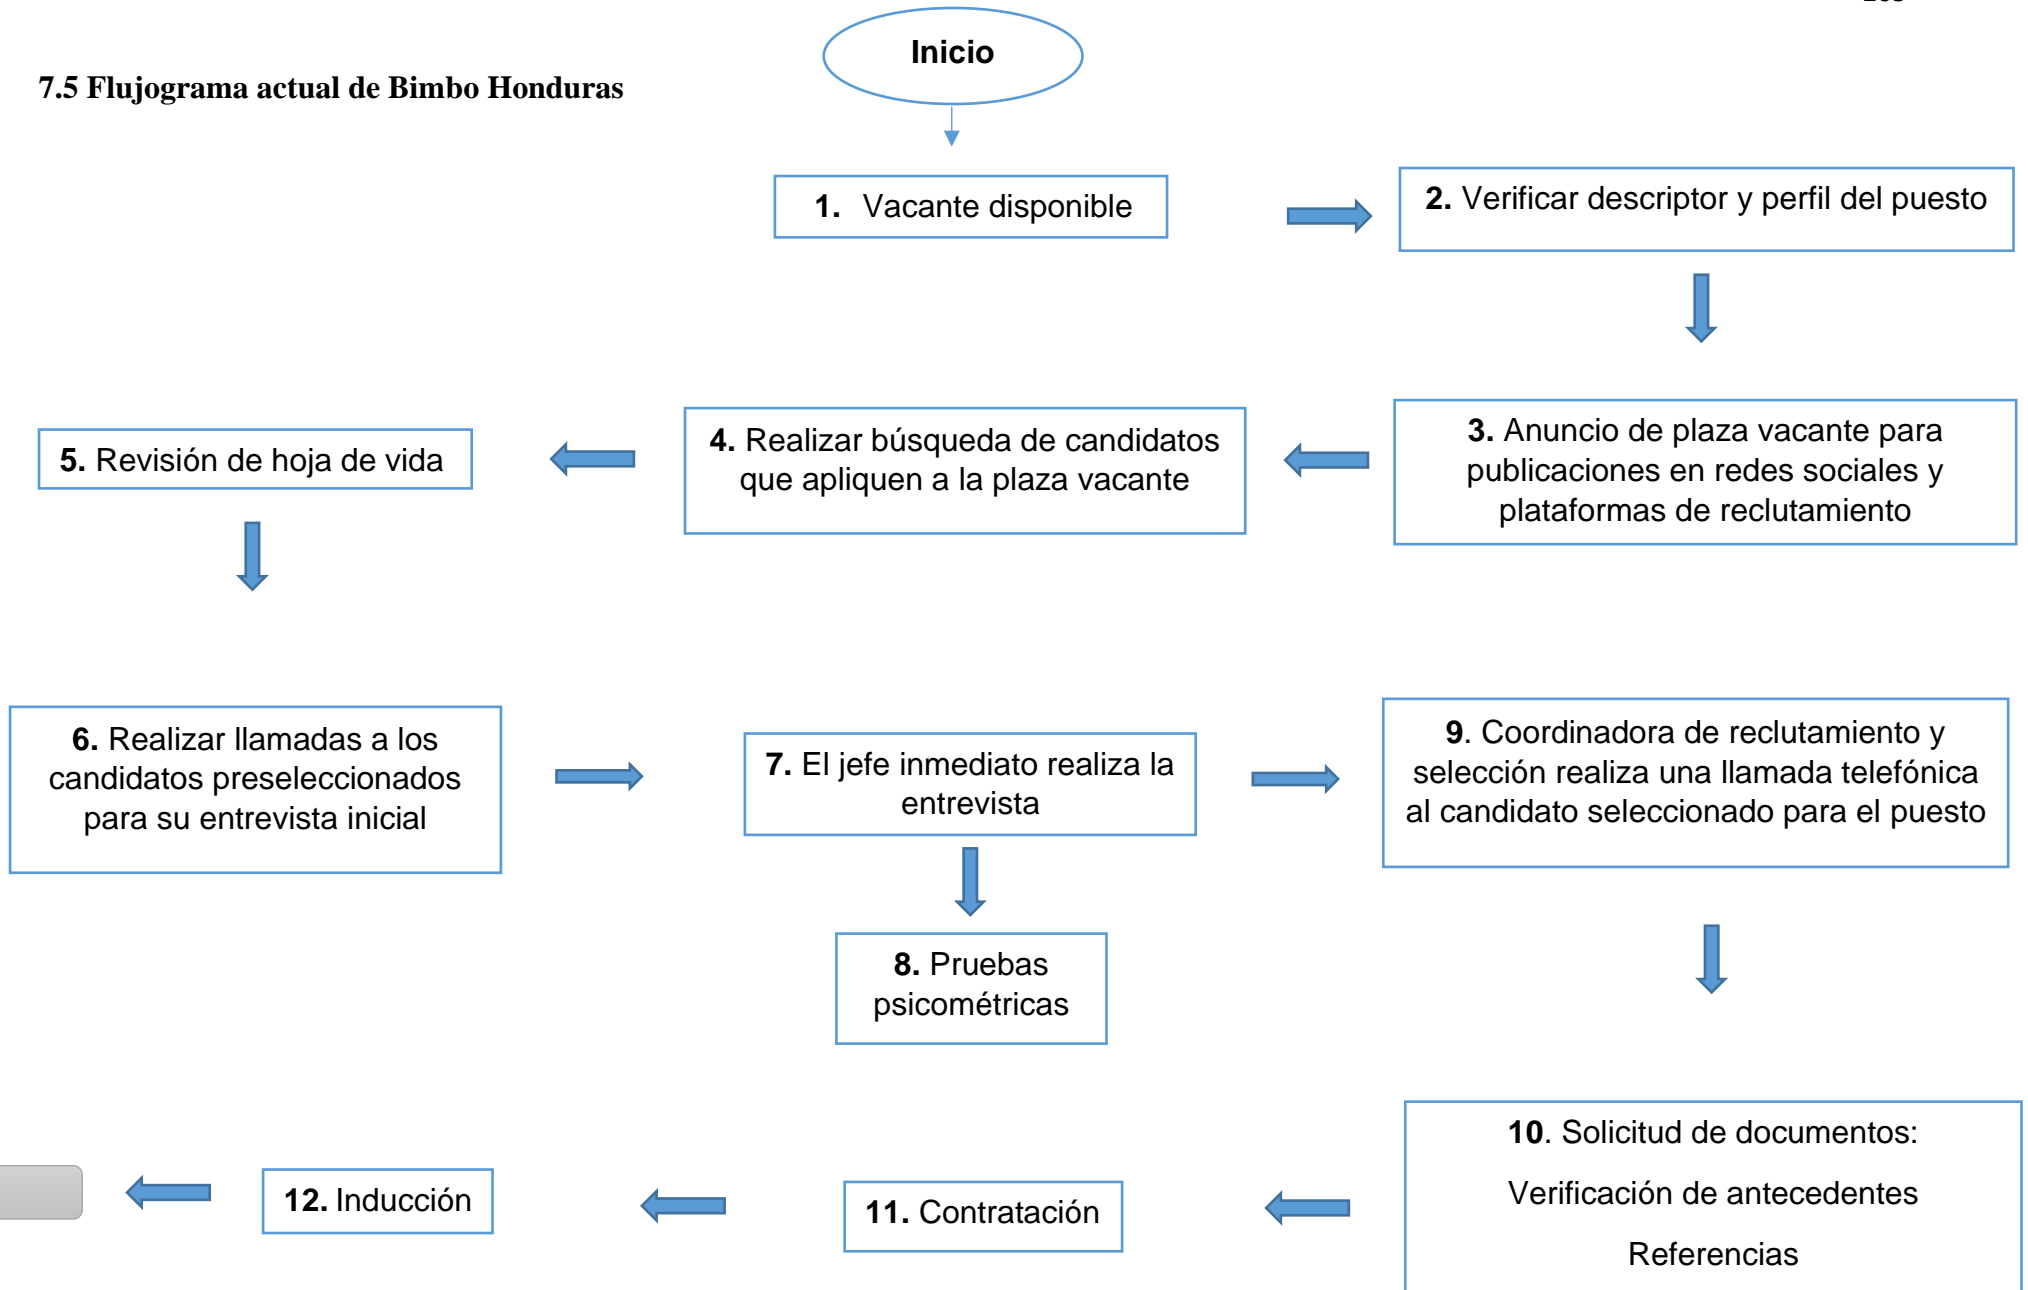 Inicio
7.5 Flujograma actual de Bimbo Honduras
1. Vacante disponible
2. Verificar descriptor y perfil del puesto
3. Anuncio de plaza vacante para
publicaciones en redes sociales y
plataformas de reclutamiento
4. Realizar búsqueda de candidatos
que apliquen a la plaza vacante
5. Revisión de hoja de vida
6. Realizar llamadas a los
candidatos preseleccionados
para su entrevista inicial
7. El jefe inmediato realiza la
entrevista
8. Pruebas
psicométricas
9. Coordinadora de reclutamiento y
selección realiza una llamada telefónica
al candidato seleccionado para el puesto
10. Solicitud de documentos:
Verificación de antecedentes
Referencias
11. Contratación
12. Inducción